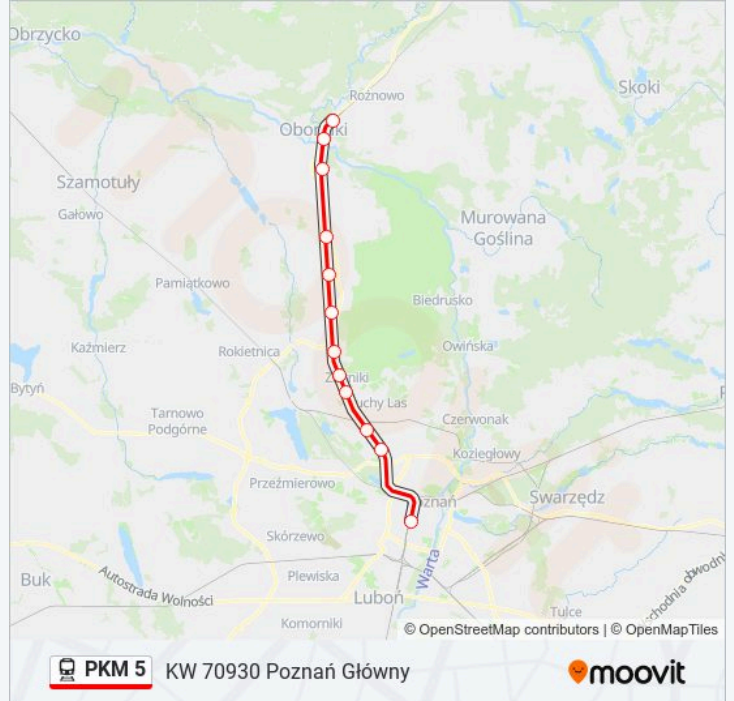 Obrzycko
Rożnowo
Skoki
Szamotuły
Gałowo
Murowana
Goślina
Pamiątkowo
Biedrusko
Kaźmierz
Rokietnica
Owińska
Bytyń
Tarnowo
Podgórne
Czerwonak
Koziegłowy
Przeźmierowo
Swarzędz
Skórzewo
Warta
Buk
Autostrada Wolności
Plewiska
Luboń
Komorniki
Tulce
© OpenStreetMap contributors | © OpenMapTiles
PKM 5 KW 70930 Poznań Główny
moovit